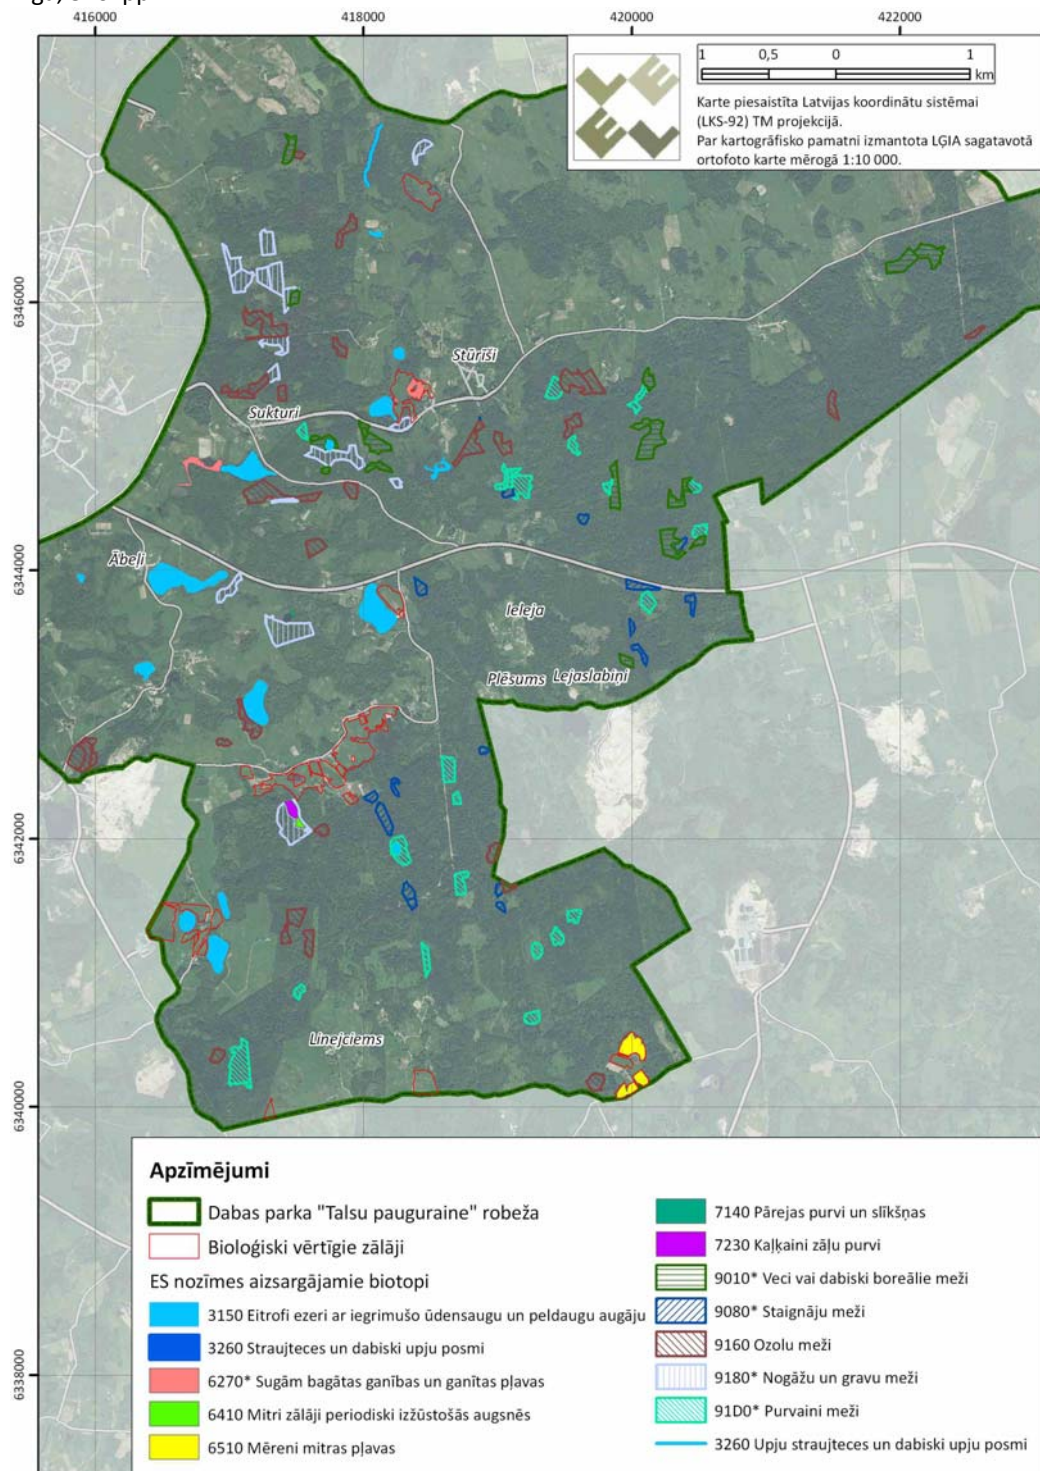 416000
418000
420000
422000
1
0,5
0
1
km
Karte piesaistīta Latvijas koordinātu sistēmai
(LKS-92) TM projekcijā.
Par kartogrāfisko pamatni izmantota LĢIA sagatavotā
ortofoto karte mērogā 1:10 000.
6346000
Stūrīši
Sukturi
6344000
Ābeļi
Ieleja
Plēsums
Lejaslabiņi
6342000
Linejciems
6340000
6338000
Apzīmējumi
Dabas parka "Talsu pauguraine" robeža
Bioloģiski vērtīgie zālāji
ES nozīmes aizsargājamie biotopi
3150 Eitrofi ezeri ar iegrimušo ūdensaugu un peldaugu augāju
3260 Straujteces un dabiski upju posmi
6270* Sugām bagātas ganības un ganītas pļavas
6410 Mitri zālāji periodiski izžūstošās augsnēs
6510 Mēreni mitras pļavas
7140 Pārejas purvi un slīkšņas
7230 Kaļķaini zāļu purvi
9010* Veci vai dabiski boreālie meži
9080* Staignāju meži
9160 Ozolu meži
9180* Nogāžu un gravu meži
91D0* Purvaini meži
3260 Upju straujteces un dabiski upju posmi